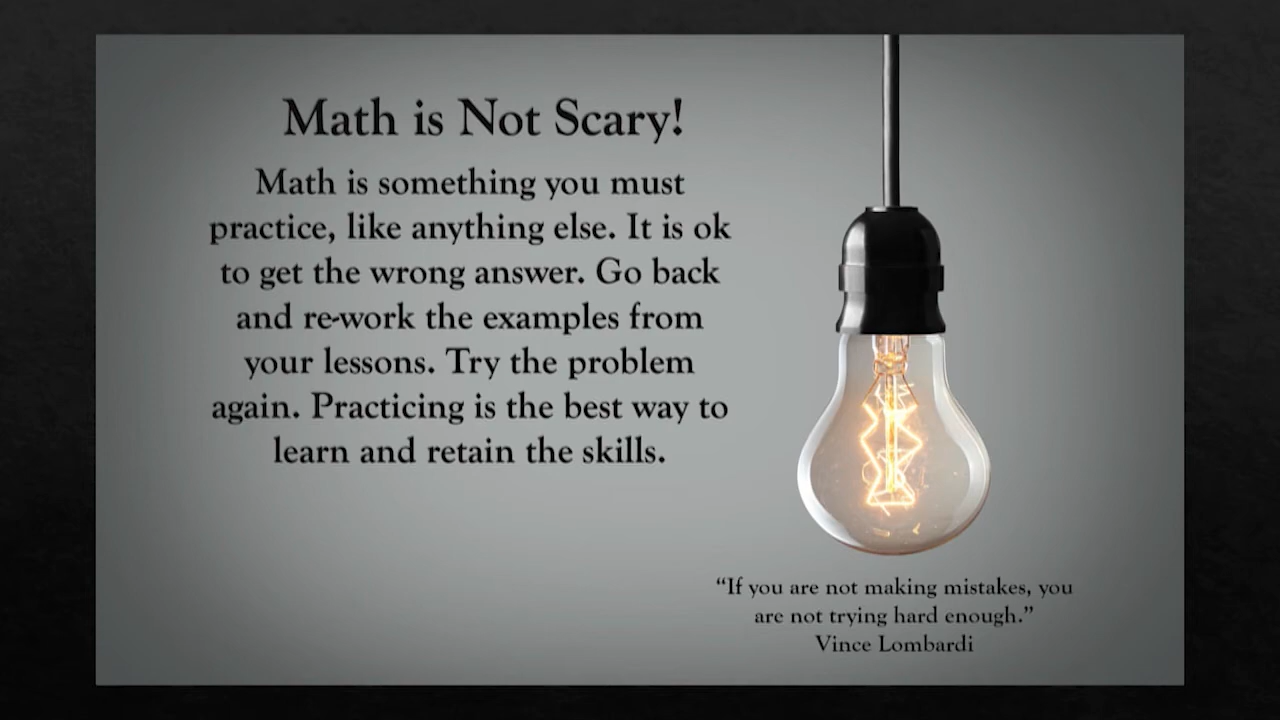 Math is Not Scary!
Math is something you must
practice, like anything else. It is ok
to get the wrong answer. Go back
and re-work the examples from
your lessons. Try the problem
again. Practicing is the best way to
learn and retain the skills.
“If you are not making mistakes, you
are not trying hard enough.”
Vince Lombardi